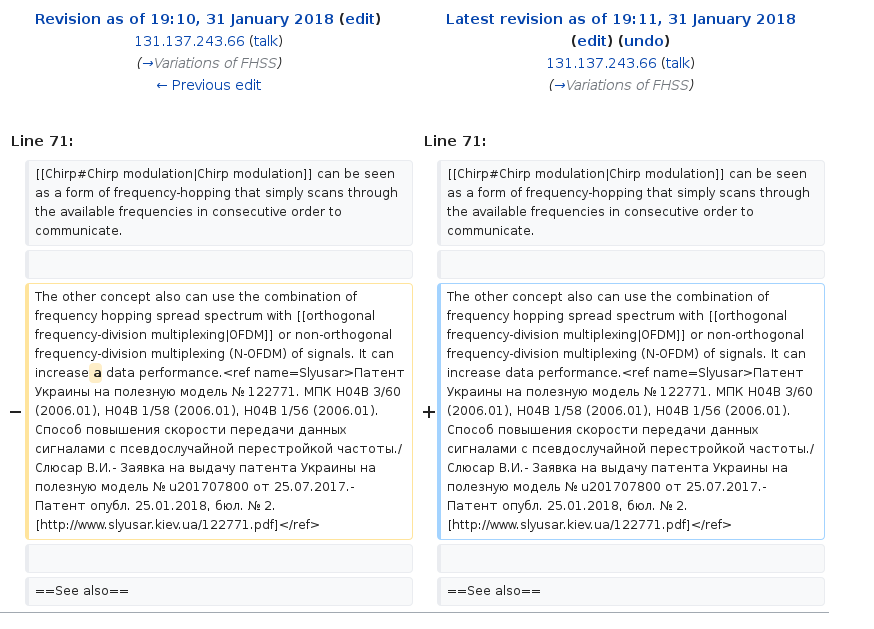 Revision as of 19:10, 31 January 2018 (edit)
131.137.243.66 (talk)
(→Variations of FHSS)
← Previous edit
Latest revision as of 19:11, 31 January 2018
(edit) (undo)
131.137.243.66 (talk)
(→Variations of FHSS)
Line 71:
Line 71:
[[Chirp#Chirp modulation|Chirp modulation]] can be seen
as a form of frequency-hopping that simply scans through
the available frequencies in consecutive order to
communicate.
[[Chirp#Chirp modulation|Chirp modulation]] can be seen
as a form of frequency-hopping that simply scans through
the available frequencies in consecutive order to
communicate.
−
The other concept also can use the combination of
frequency hopping spread spectrum with [[orthogonal
frequency-division multiplexing|OFDM]] or non-orthogonal
frequency-division multiplexing (N-OFDM) of signals. It can
increase a data performance.<ref name=Slyusar>Патент
Украины на полезную модель № 122771. МПК H04B 3/60
(2006.01), H04B 1/58 (2006.01), H04B 1/56 (2006.01).
Способ повышения скорости передачи данных
сигналами с псевдослучайной перестройкой частоты./
Слюсар В.И.- Заявка на выдачу патента Украины на
полезную модель № u201707800 от 25.07.2017.-
Патент опубл. 25.01.2018, бюл. № 2.
[http://www.slyusar.kiev.ua/122771.pdf]</ref>
+
The other concept also can use the combination of
frequency hopping spread spectrum with [[orthogonal
frequency-division multiplexing|OFDM]] or non-orthogonal
frequency-division multiplexing (N-OFDM) of signals. It can
increase data performance.<ref name=Slyusar>Патент
Украины на полезную модель № 122771. МПК H04B 3/60
(2006.01), H04B 1/58 (2006.01), H04B 1/56 (2006.01).
Способ повышения скорости передачи данных
сигналами с псевдослучайной перестройкой частоты./
Слюсар В.И.- Заявка на выдачу патента Украины на
полезную модель № u201707800 от 25.07.2017.-
Патент опубл. 25.01.2018, бюл. № 2.
[http://www.slyusar.kiev.ua/122771.pdf]</ref>
==See also==
==See also==